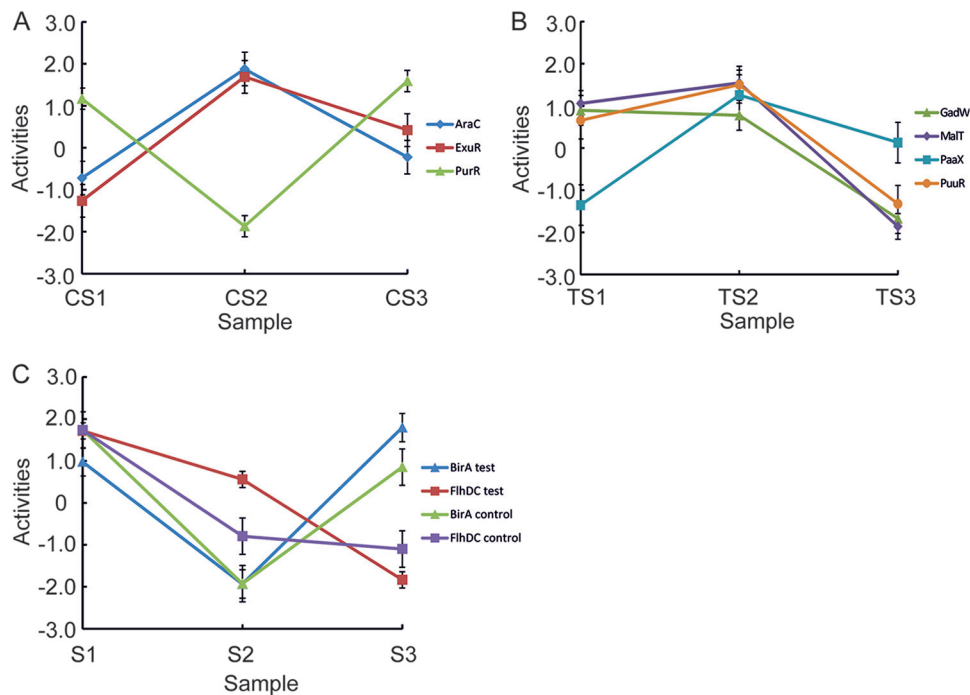 A
Activities
3.0
2.0
1.0
0
-1.0
-2.0
-3.0
CS1 CS2 CS3
Sample
AraC
ExuR
PurR
B
Activities
3.0
2.0
1.0
0
-1.0
-2.0
-3.0
TS1 TS2 TS3
Sample
GadW
MalT
PaaX
PuuR
C
Activities
3.0
2.0
1.0
0
-1.0
-2.0
-3.0
S1 S2 S3
Sample
BirA test
FlhDC test
BirA control
FlhDC control